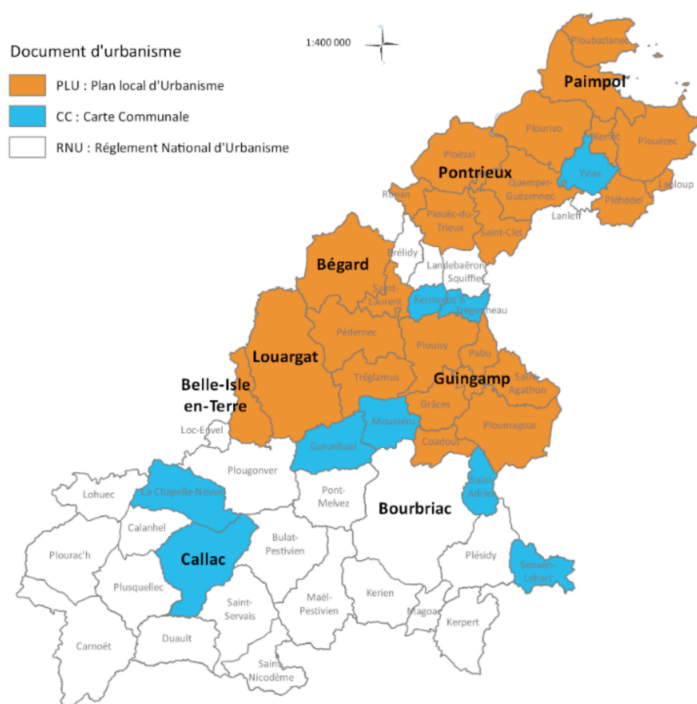 Document d'urbanisme
PLU : Plan local d'Urbanisme
CC : Carte Communale
RNU : Réglement National d'Urbanisme
1:400 000
N
Ploubazlanec
Paimpol
Plourivo
Kerfot
Plouézec
Ploëzal
Pontrieux
Yvias
Quemper-
Guézennec
Lanloup
Runan
Pléhédel
Plouëc-du-
Trieux
Lanleff
Saint-Clet
Brélidy
Bégard
Landebaëron
Squiffiec
Saint-
Laurent
Kermoroc'h
Trégonneau
Pédernec
Plouisy
Louargat
Pabu
Belle-Isle
en-Terre
Tréglamus
Guingamp
Saint-
Agathon
Grâces
Moustéru
Ploumagoar
Loc-Envel
Gurunhuel
Coadout
Plougonver
Lohuec
La Chapelle-Neuve
Pont-
Melvez
Saint-
Adrien
Bourbriac
Calanhel
Bulat-
Pestivien
Plourac'h
Callac
Plésidy
Senven-
Léhart
Plusquellec
Kerien
Maël-
Pestivien
Saint-
Servais
Magoar
Kerpert
Carnoët
Duault
Saint
Nicodème